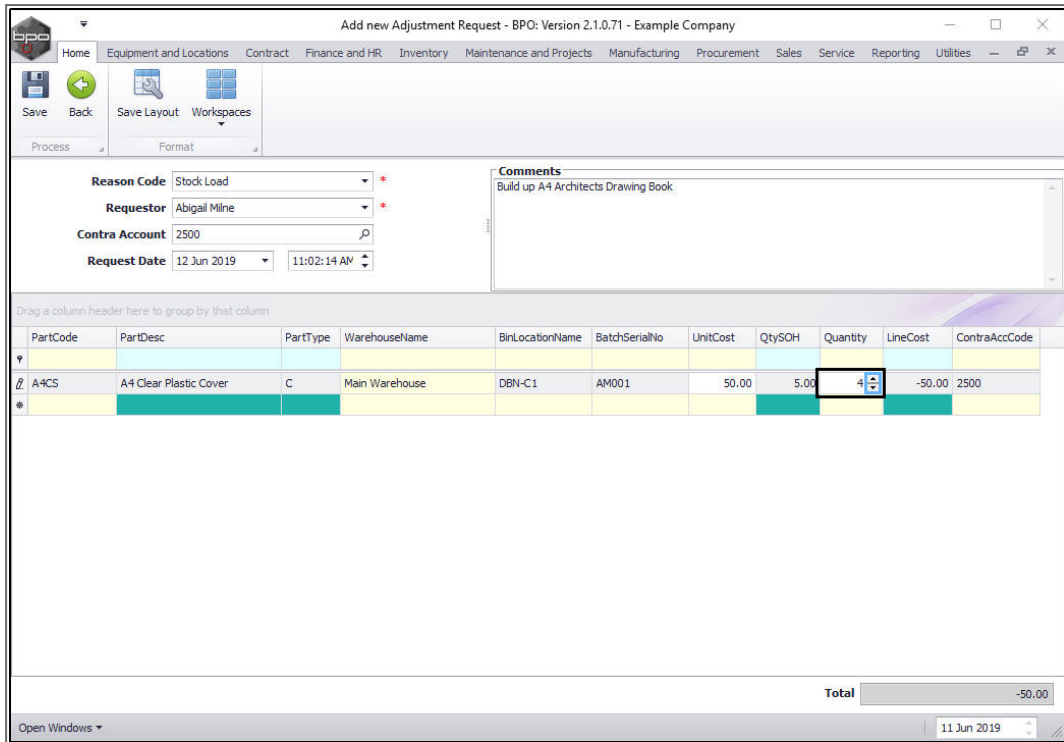 bpo
Add new Adjustment Request - BPO: Version 2.1.0.71 - Example Company
Home Equipment and Locations Contract Finance and HR Inventory Maintenance and Projects Manufacturing Procurement Sales Service Reporting Utilities
Save Back Save Layout Workspaces
Process Format
Reason Code Stock Load *
Requestor Abigail Milne *
Contra Account 2500
Request Date 12 Jun 2019 11:02:14 AM
Comments
Build up A4 Architects Drawing Book
Drag a column header here to group by that column
PartCode PartDesc PartType WarehouseName BinLocationName BatchSerialNo UnitCost QtySOH Quantity LineCost ContraAccCode
A4CS A4 Clear Plastic Cover C Main Warehouse DBN-C1 AM001 50.00 5.00 4 -50.00 2500
Total -50.00
Open Windows 11 Jun 2019